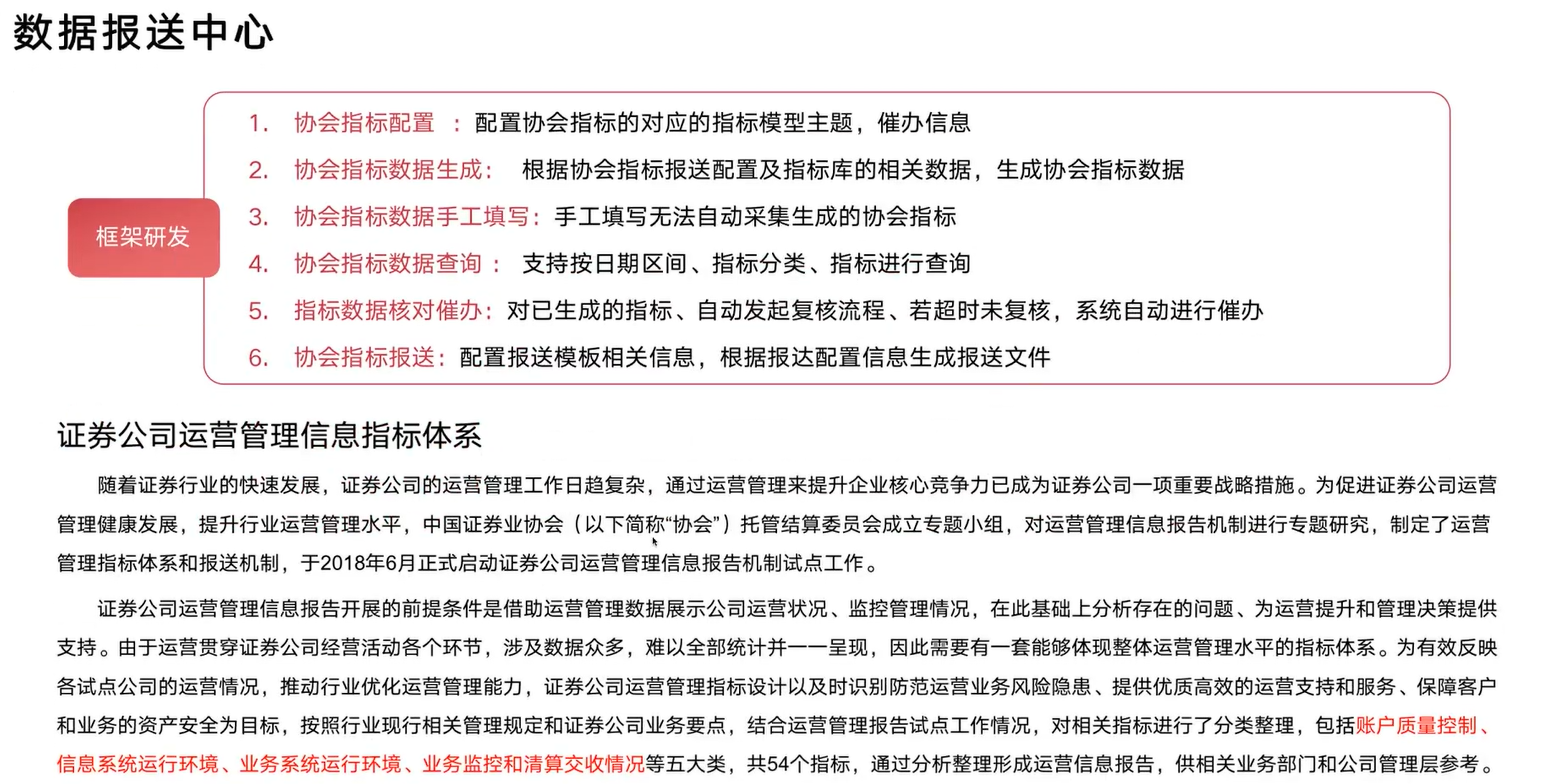 数据报送中心
1. 协会指标配置 ：配置协会指标的对应的指标模型主题，催办信息
2. 协会指标数据生成： 根据协会指标报送配置及指标库的相关数据，生成协会指标数据
3. 协会指标数据手工填写：手工填写无法自动采集生成的协会指标
框架研发
4. 协会指标数据查询 ： 支持按日期区间、指标分类、指标进行查询
5. 指标数据核对催办：对已生成的指标、自动发起复核流程、若超时未复核，系统自动进行催办
6. 协会指标报送：配置报送模板相关信息，根据报达配置信息生成报送文件
证券公司运营管理信息指标体系
随着证券行业的快速发展，证券公司的运营管理工作日趋复杂，通过运营管理来提升企业核心竞争力已成为证券公司一项重要战略措施。为促进证券公司运营
管理健康发展，提升行业运营管理水平，中国证券业协会（以下简称“协会”）托管结算委员会成立专题小组，对运营管理信息报告机制进行专题研究，制定了运营
管理指标体系和报送机制，于2018年6月正式启动证券公司运营管理信息报告机制试点工作。
证券公司运营管理信息报告开展的前提条件是借助运营管理数据展示公司运营状况、监控管理情况，在此基础上分析存在的问题、为运营提升和管理决策提供
支持。由于运营贯穿证券公司经营活动各个环节，涉及数据众多，难以全部统计并一一呈现，因此需要有一套能够体现整体运营管理水平的指标体系。为有效反映
各试点公司的运营情况，推动行业优化运营管理能力，证券公司运营管理指标设计以及时识别防范运营业务风险隐患、提供优质高效的运营支持和服务、保障客户
和业务的资产安全为目标，按照行业现行相关管理规定和证券公司业务要点，结合运营管理报告试点工作情况，对相关指标进行了分类整理，包括账户质量控制、
信息系统运行环境、业务系统运行环境、业务监控和清算交收情况等五大类，共54个指标，通过分析整理形成运营信息报告，供相关业务部门和公司管理层参考。